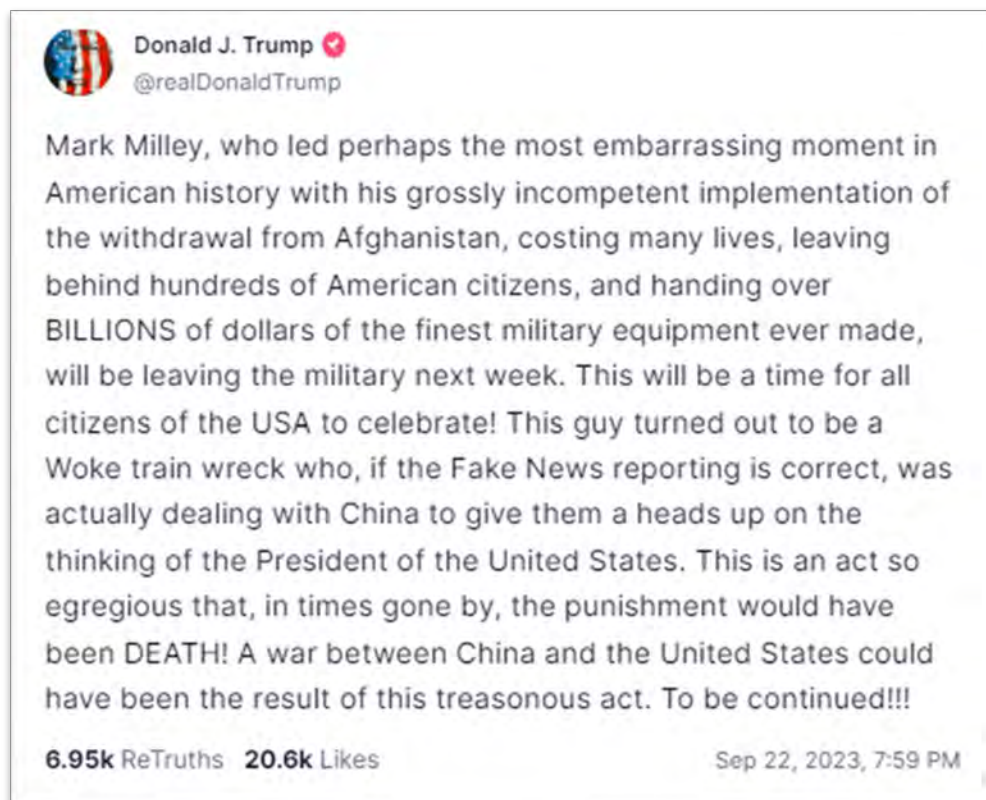 Donald J. Trump
@realDonaldTrump
Mark Milley, who led perhaps the most embarrassing moment in
American history with his grossly incompetent implementation of
the withdrawal from Afghanistan, costing many lives, leaving
behind hundreds of American citizens, and handing over
BILLIONS of dollars of the finest military equipment ever made,
will be leaving the military next week. This will be a time for all
citizens of the USA to celebrate! This guy turned out to be a
Woke train wreck who, if the Fake News reporting is correct, was
actually dealing with China to give them a heads up on the
thinking of the President of the United States. This is an act so
egregious that, in times gone by, the punishment would have
been DEATH! A war between China and the United States could
have been the result of this treasonous act. To be continued!!!
6.95k ReTruths 20.6k Likes Sep 22, 2023, 7:59 PM